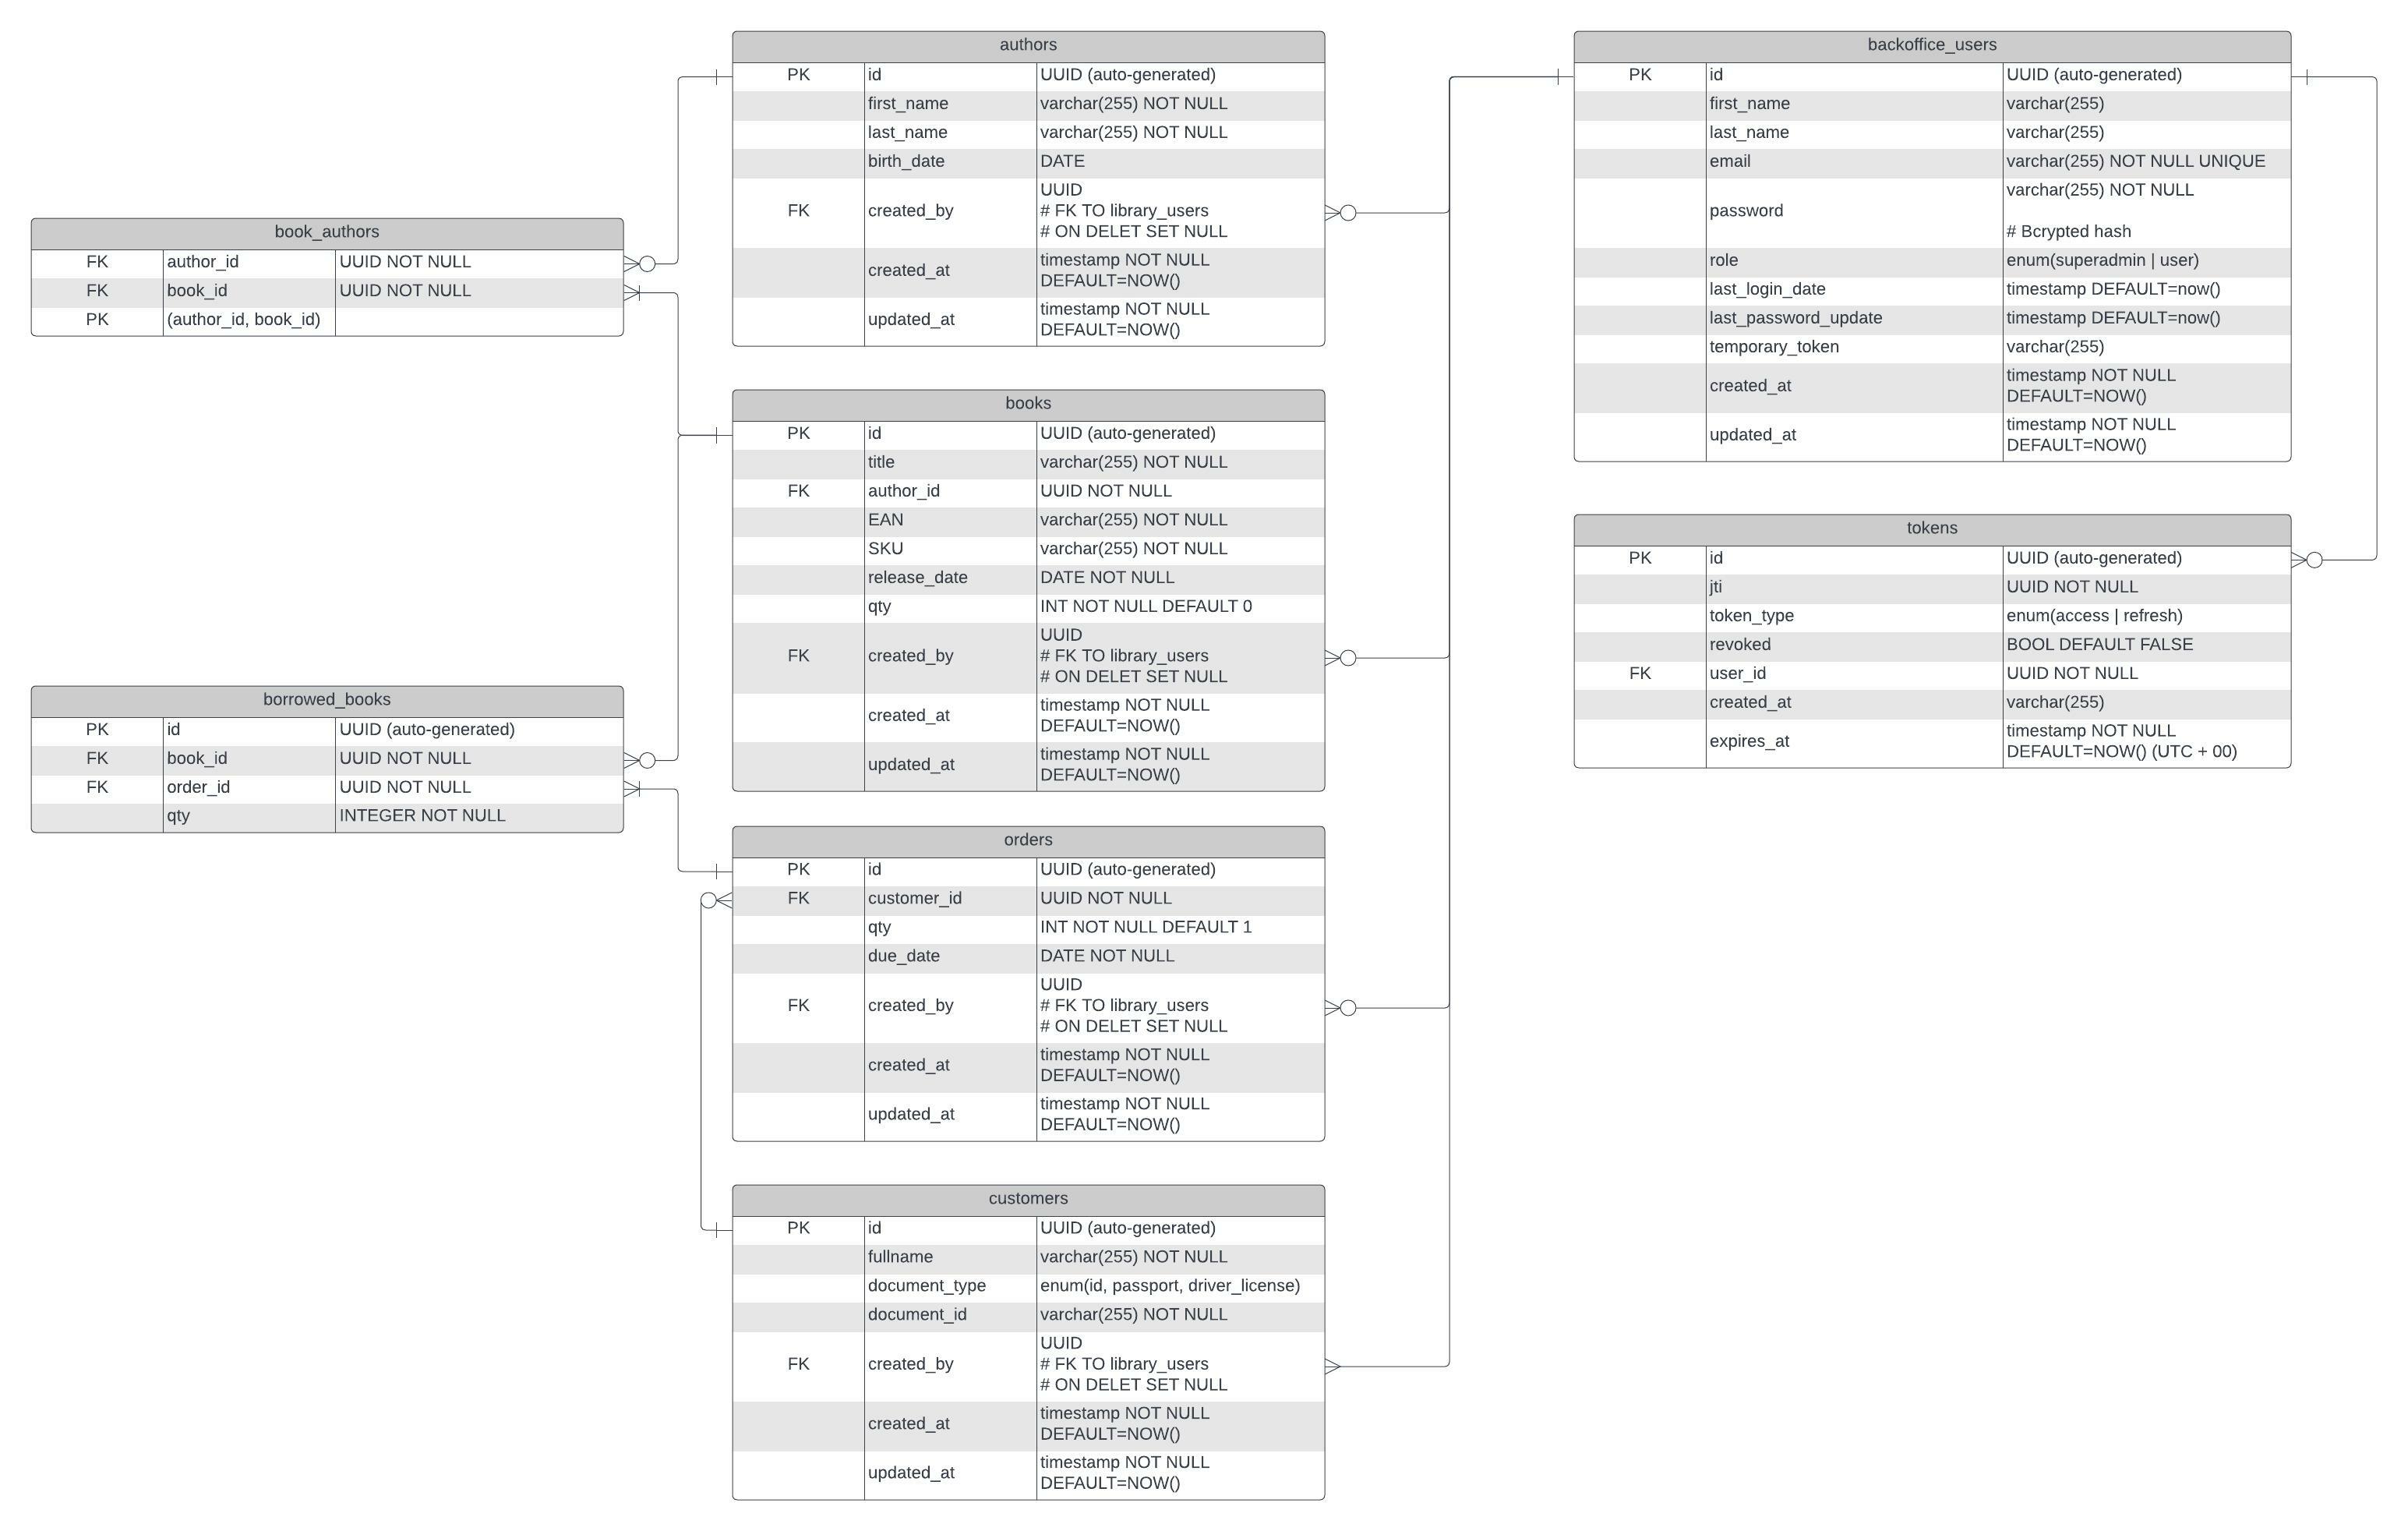 authors
PK id UUID (auto-generated)
first_name varchar(255) NOT NULL
last_name varchar(255) NOT NULL
birth_date DATE
UUID
FK created_by # FK TO library_users
# ON DELET SET NULL
timestamp NOT NULL
created_at
DEFAULT=NOW()
timestamp NOT NULL
updated_at
DEFAULT=NOW()
backoffice_users
PK id UUID (auto-generated)
first_name varchar(255)
last_name varchar(255)
email varchar(255) NOT NULL UNIQUE
varchar(255) NOT NULL
password
# Bcrypted hash
role enum(superadmin | user)
last_login_date timestamp DEFAULT=now()
last_password_update timestamp DEFAULT=now()
temporary_token varchar(255)
timestamp NOT NULL
created_at
DEFAULT=NOW()
timestamp NOT NULL
updated_at
DEFAULT=NOW()
book_authors
FK author_id UUID NOT NULL
FK book_id UUID NOT NULL
PK (author_id, book_id)
books
PK id UUID (auto-generated)
title varchar(255) NOT NULL
FK author_id UUID NOT NULL
EAN varchar(255) NOT NULL
SKU varchar(255) NOT NULL
release_date DATE NOT NULL
qty INT NOT NULL DEFAULT 0
UUID
FK created_by # FK TO library_users
# ON DELET SET NULL
timestamp NOT NULL
created_at
DEFAULT=NOW()
timestamp NOT NULL
updated_at
DEFAULT=NOW()
tokens
PK id UUID (auto-generated)
jti UUID NOT NULL
token_type enum(access | refresh)
revoked BOOL DEFAULT FALSE
FK user_id UUID NOT NULL
created_at varchar(255)
timestamp NOT NULL
expires_at
DEFAULT=NOW() (UTC + 00)
borrowed_books
PK id UUID (auto-generated)
FK book_id UUID NOT NULL
FK order_id UUID NOT NULL
qty INTEGER NOT NULL
orders
PK id UUID (auto-generated)
FK customer_id UUID NOT NULL
qty INT NOT NULL DEFAULT 1
due_date DATE NOT NULL
UUID
FK created_by # FK TO library_users
# ON DELET SET NULL
timestamp NOT NULL
created_at
DEFAULT=NOW()
timestamp NOT NULL
updated_at
DEFAULT=NOW()
customers
PK id UUID (auto-generated)
fullname varchar(255) NOT NULL
document_type enum(id, passport, driver_license)
document_id varchar(255) NOT NULL
UUID
FK created_by # FK TO library_users
# ON DELET SET NULL
timestamp NOT NULL
created_at
DEFAULT=NOW()
timestamp NOT NULL
updated_at
DEFAULT=NOW()